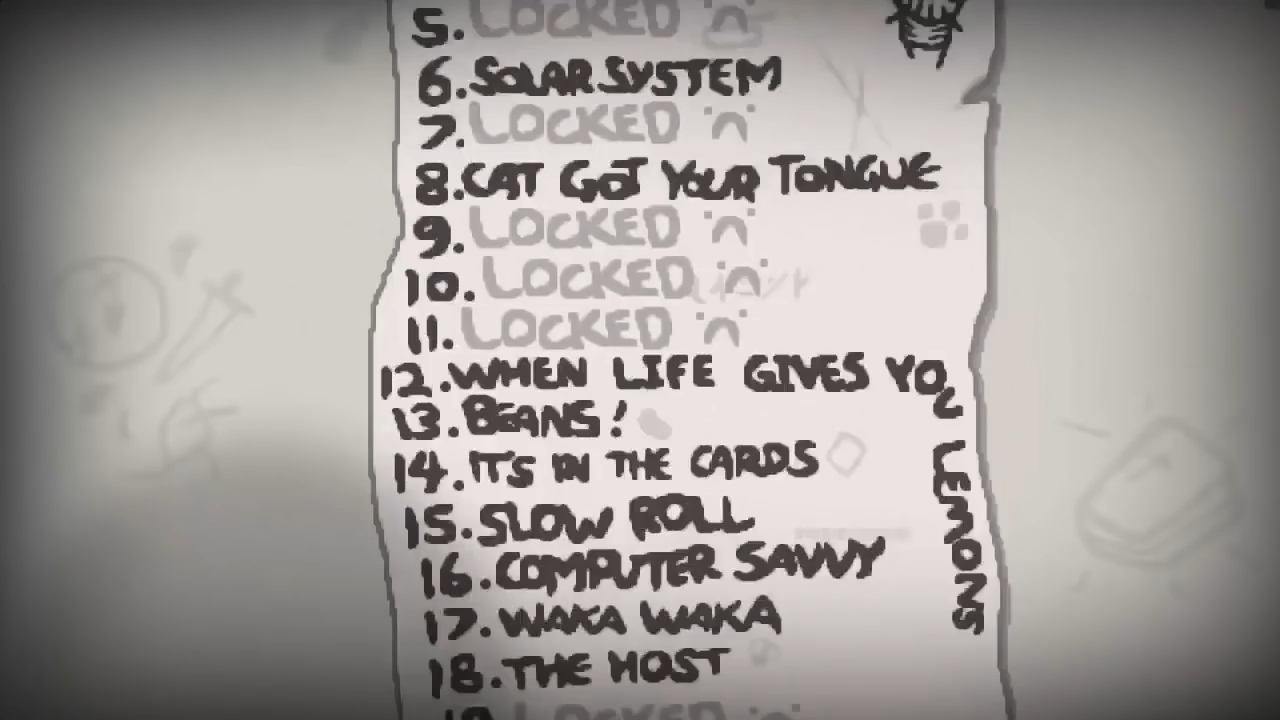 5. LOCKED
6. SOLAR SYSTEM
7. LOCKED
8. CAT GOT YOUR TONGUE
9. LOCKED
10. LOCKED
11. LOCKED
12. WHEN LIFE GIVES YOU LEMONS
13. BEANS!
14. IT'S IN THE CARDS
15. SLOW ROLL
16. COMPUTER SAVVY
17. WAKA WAKA
18. THE HOST
19. LOCKED